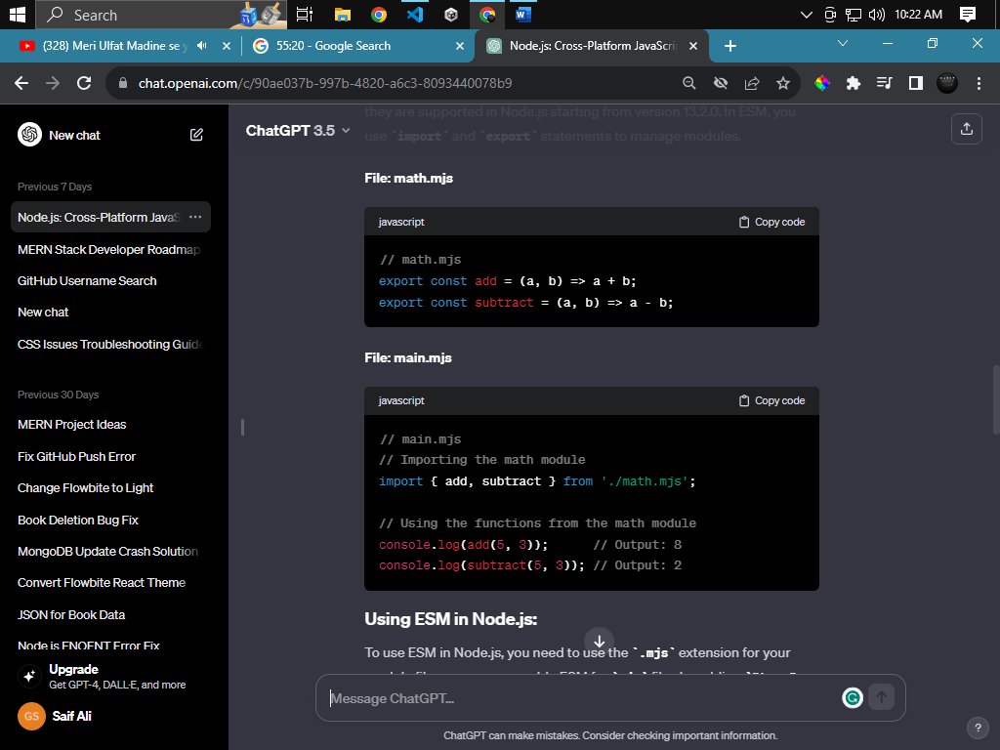 Search
10:22 AM
(328) Meri Ulfat Madine se y
55:20 - Google Search
Node.js: Cross-Platform JavaScri
chat.openai.com/c/90ae037b-997b-4820-a6c3-8093440078b9
New chat
Previous 7 Days
Node.js: Cross-Platform JavaS
MERN Stack Developer Roadmap
GitHub Username Search
New chat
CSS Issues Troubleshooting Guide
Previous 30 Days
MERN Project Ideas
Fix GitHub Push Error
Change Flowbite to Light
Book Deletion Bug Fix
MongoDB Update Crash Solution
Convert Flowbite React Theme
JSON for Book Data
Node js ENOENT Error Fix
Upgrade
Get GPT-4, DALL·E, and more
GS
Saif Ali
ChatGPT 3.5
they are supported in Node.js starting from version 13.2.0. In ESM, you
use `import` and `export` statements to manage modules.
File: math.mjs
javascript
Copy code
// math.mjs
export const add = (a, b) => a + b;
export const subtract = (a, b) => a - b;
File: main.mjs
javascript
Copy code
// main.mjs
// Importing the math module
import { add, subtract } from './math.mjs';
// Using the functions from the math module
console.log(add(5, 3)); // Output: 8
console.log(subtract(5, 3)); // Output: 2
Using ESM in Node.js:
To use ESM in Node.js, you need to use the `.mjs` extension for your
Message ChatGPT...
ChatGPT can make mistakes. Consider checking important information.
?